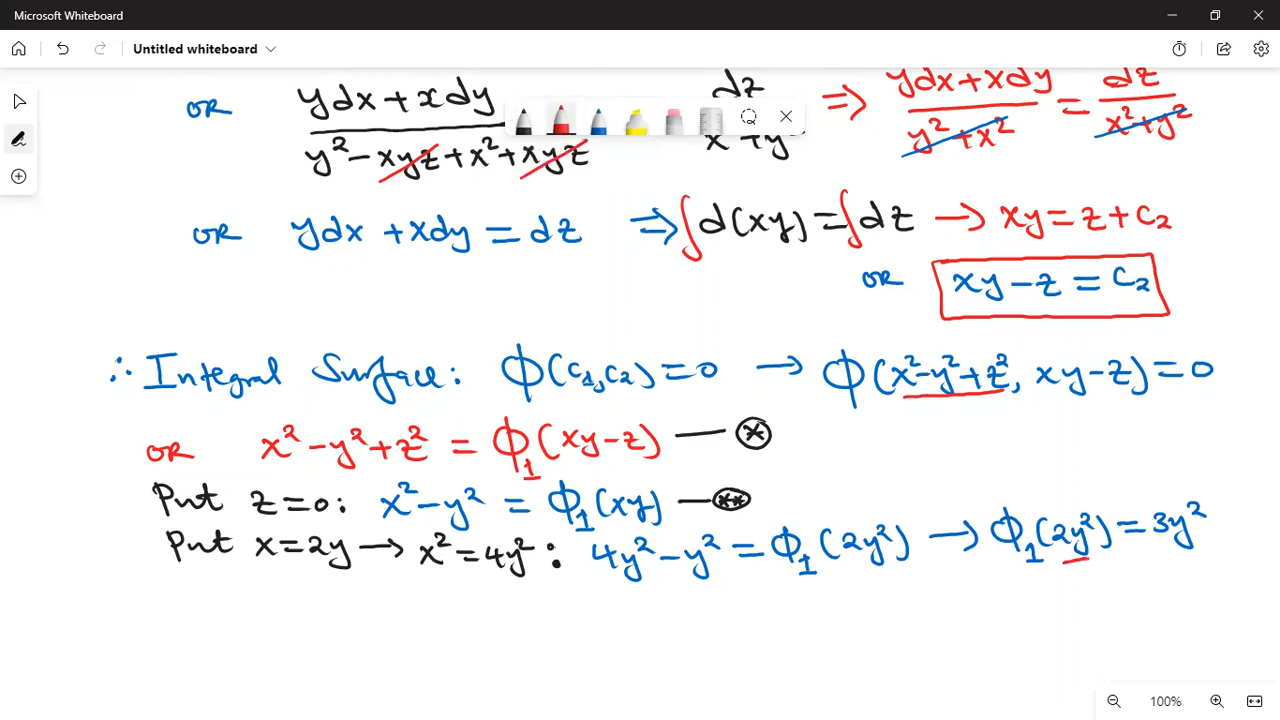 Microsoft Whiteboard
Untitled whiteboard
OR ydx + xdy / y² - xyz + x² + xyz dz / x² + y² => ydx + xdy / y² + x² = dz / x² + y²
OR ydx + xdy = dz => ∫d(xy) = ∫dz → xy = z + c₂
OR xy - z = c₂
∴ Integral Surface: ϕ(c₁, c₂) = 0 → ϕ(x² - y² + z², xy - z) = 0
OR x² - y² + z² = ϕ₁(xy - z) — (*)
Put z = 0: x² - y² = ϕ₁(xy) — (**)
Put x = 2y → x² = 4y² : 4y² - y² = ϕ₁(2y²) → ϕ₁(2y²) = 3y²
100%